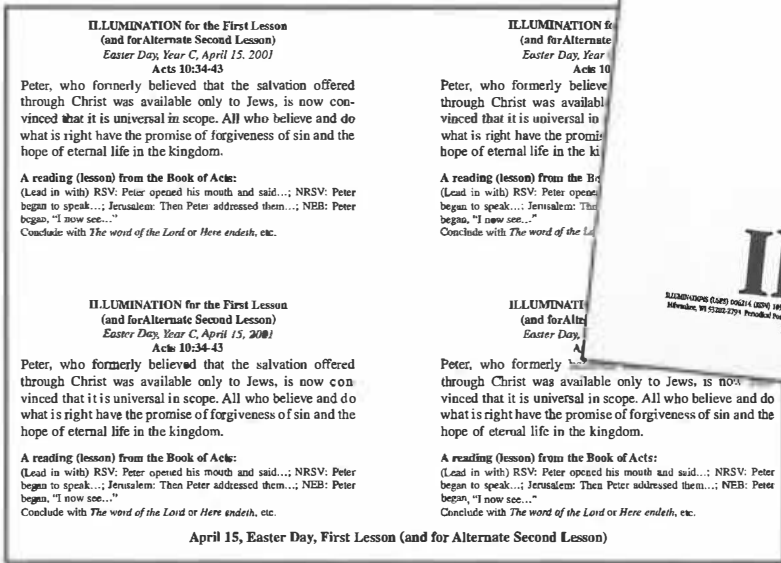 ILLUMINATION for the First Lesson
(and for Alternate Second Lesson)
Easter Day, Year C, April 15, 2001
Acts 10:34-43
Peter, who formerly believed that the salvation offered
through Christ was available only to Jews, is now con-
vinced that it is universal in scope. All who believe and do
what is right have the promise of forgiveness of sin and the
hope of eternal life in the kingdom.
A reading (lesson) from the Book of Acts:
(Lead in with) RSV: Peter opened his mouth and said...; NRSV: Peter
began to speak...; Jerusalem: Then Peter addressed them...; NEB: Peter
began, "I now see..."
Conclude with The word of the Lord or Here endeth, etc.
ILLUMINATION
(and for Alternate
Easter Day, Year
Acts 10
Peter, who formerly believe
through Christ was availabl
vinced that it is universal in
what is right have the promi
hope of eternal life in the ki
A reading (lesson) from the
(Lead in with) RSV: Peter opene
began to speak...; Jerusalem:
began, "I now see..."
Conclude with The word of the
ILLUMINATION for the First Lesson
(and for Alternate Second Lesson)
Easter Day, Year C, April 15, 2001
Acts 10:34-43
Peter, who formerly believed that the salvation offered
through Christ was available only to Jews, is now con
vinced that it is universal in scope. All who believe and do
what is right have the promise of forgiveness of sin and the
hope of eternal life in the kingdom.
A reading (lesson) from the Book of Acts:
(Lead in with) RSV: Peter opened his mouth and said...; NRSV: Peter
began to speak...; Jerusalem: Then Peter addressed them...; NEB: Peter
began, "I now see..."
Conclude with The word of the Lord or Here endeth, etc.
ILLUMINATI
(and for
Easter Day,
Peter, who formerly
through Christ was available only to Jews, is now
vinced that it is universal in scope. All who believe and do
what is right have the promise of forgiveness of sin and the
hope of eternal life in the kingdom.
A reading (lesson) from the Book of Acts:
(Lead in with) RSV: Peter opened his mouth and said...; NRSV: Peter
began to speak...; Jerusalem: Then Peter addressed them...; NEB: Peter
began, "I now see..."
Conclude with The word of the Lord or Here endeth, etc.
April 15, Easter Day, First Lesson (and for Alternate Second Lesson)